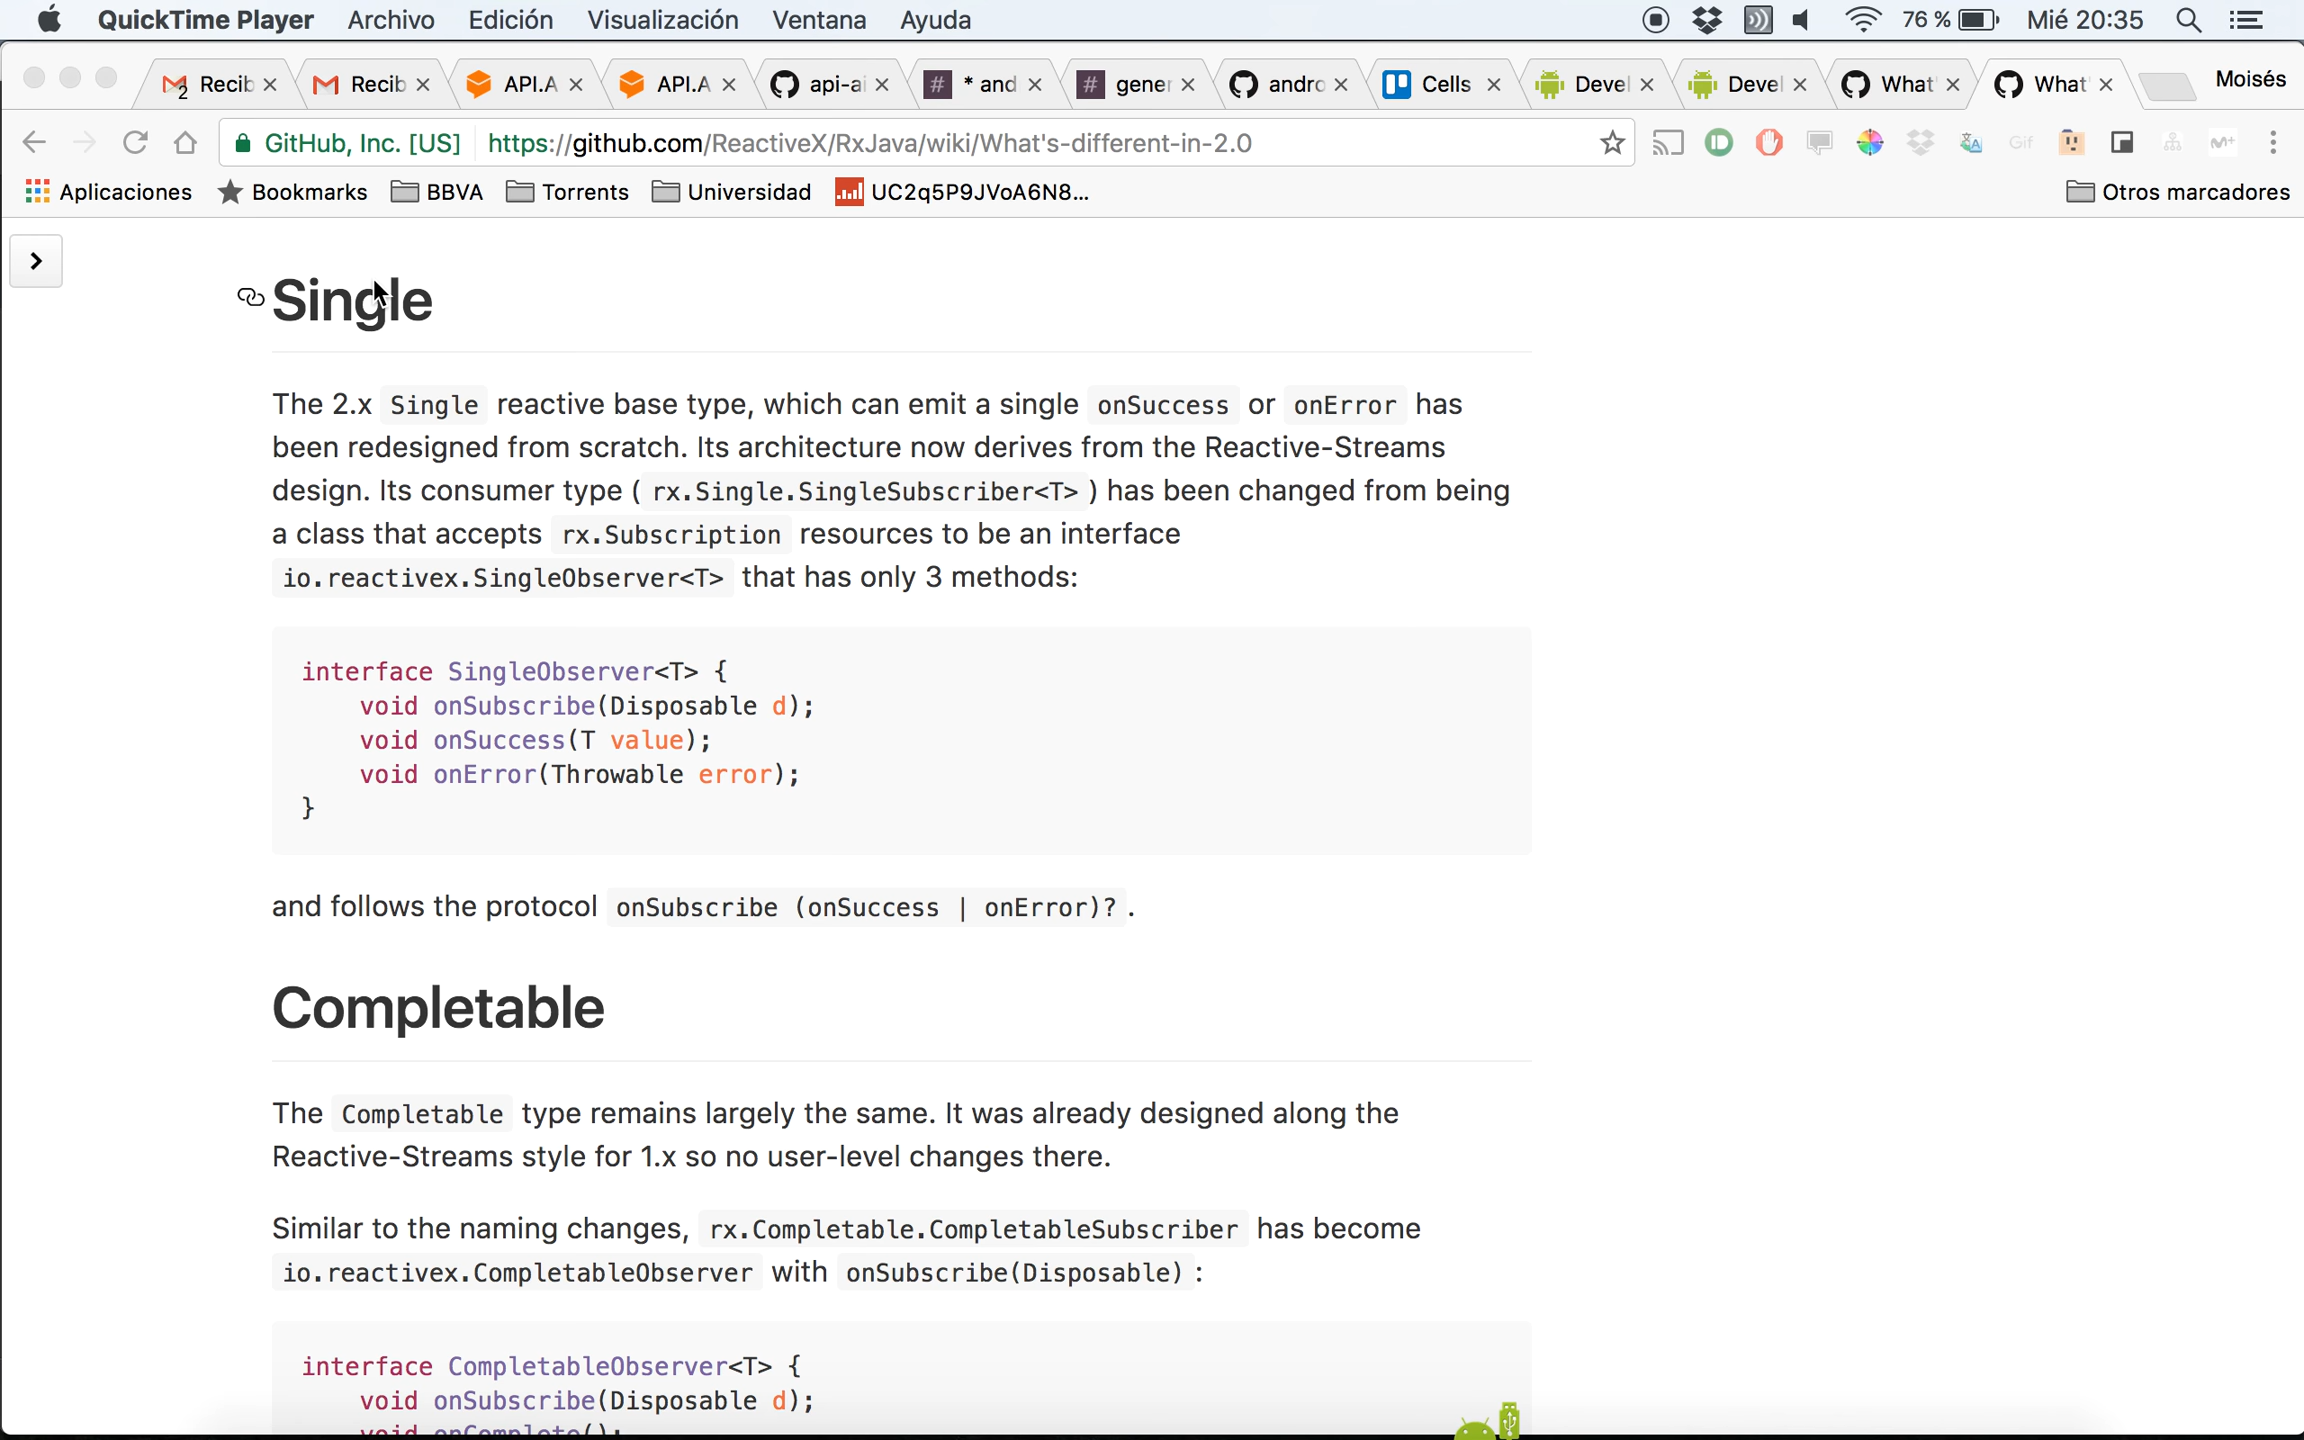 QuickTime Player Archivo Edición Visualización Ventana Ayuda 76 % Mié 20:35
2 Recib Recib API.A API.A api-ai # * and # gener andro Cells Devel Devel What' What' Moisés
GitHub, Inc. [US] https://github.com/ReactiveX/RxJava/wiki/What's-different-in-2.0 Gif M+
Aplicaciones Bookmarks BBVA Torrents Universidad UC2q5P9JVoA6N8... Otros marcadores
Single
The 2.x Single reactive base type, which can emit a single onSuccess or onError has
been redesigned from scratch. Its architecture now derives from the Reactive-Streams
design. Its consumer type ( rx.Single.SingleSubscriber<T> ) has been changed from being
a class that accepts rx.Subscription resources to be an interface
io.reactivex.SingleObserver<T> that has only 3 methods:
interface SingleObserver<T> {
void onSubscribe(Disposable d);
void onSuccess(T value);
void onError(Throwable error);
}
and follows the protocol onSubscribe (onSuccess | onError)? .
Completable
The Completable type remains largely the same. It was already designed along the
Reactive-Streams style for 1.x so no user-level changes there.
Similar to the naming changes, rx.Completable.CompletableSubscriber has become
io.reactivex.CompletableObserver with onSubscribe(Disposable) :
interface CompletableObserver<T> {
void onSubscribe(Disposable d);
void onComplete();